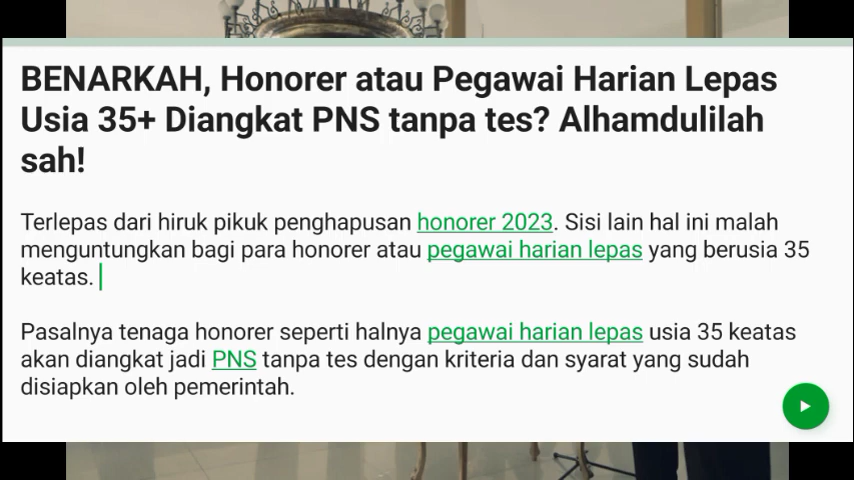 BENARKAH, Honorer atau Pegawai Harian Lepas
Usia 35+ Diangkat PNS tanpa tes? Alhamdulilah
sah!
Terlepas dari hiruk pikuk penghapusan honorer 2023. Sisi lain hal ini malah
menguntungkan bagi para honorer atau pegawai harian lepas yang berusia 35
keatas.
Pasalnya tenaga honorer seperti halnya pegawai harian lepas usia 35 keatas
akan diangkat jadi PNS tanpa tes dengan kriteria dan syarat yang sudah
disiapkan oleh pemerintah.